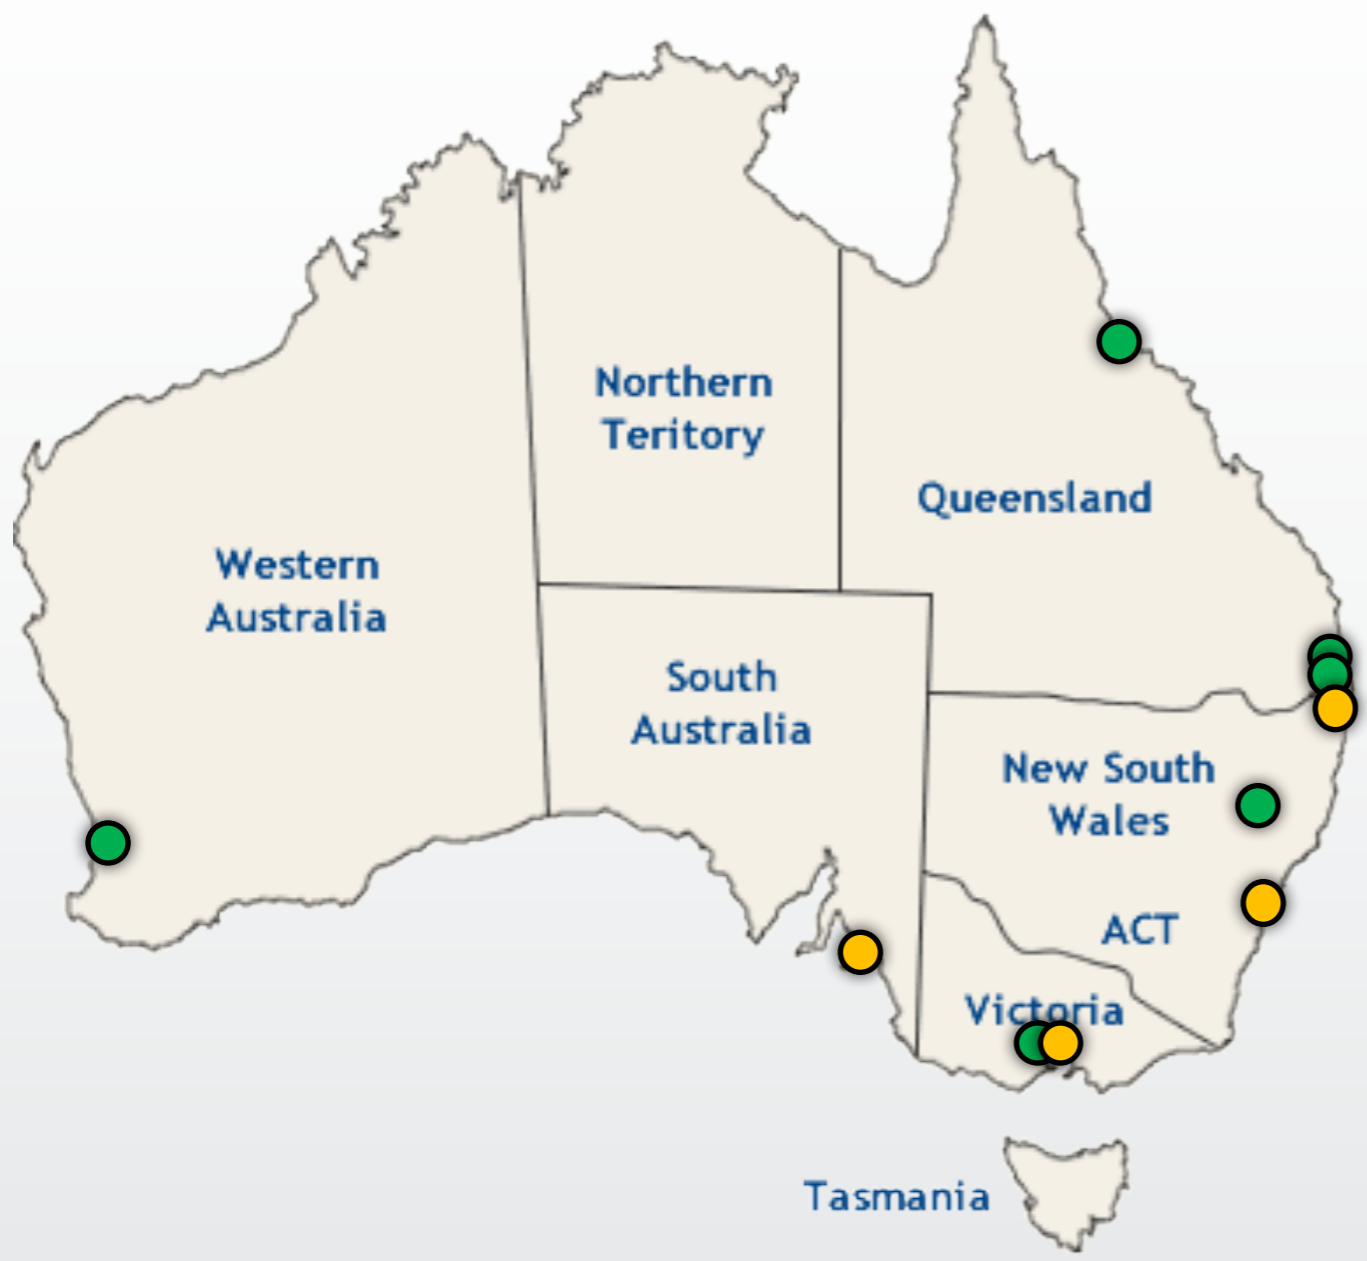 Northern
Teritory
Queensland
Western
Australia
South
Australia
New South
Wales
ACT
Victoria
Tasmania